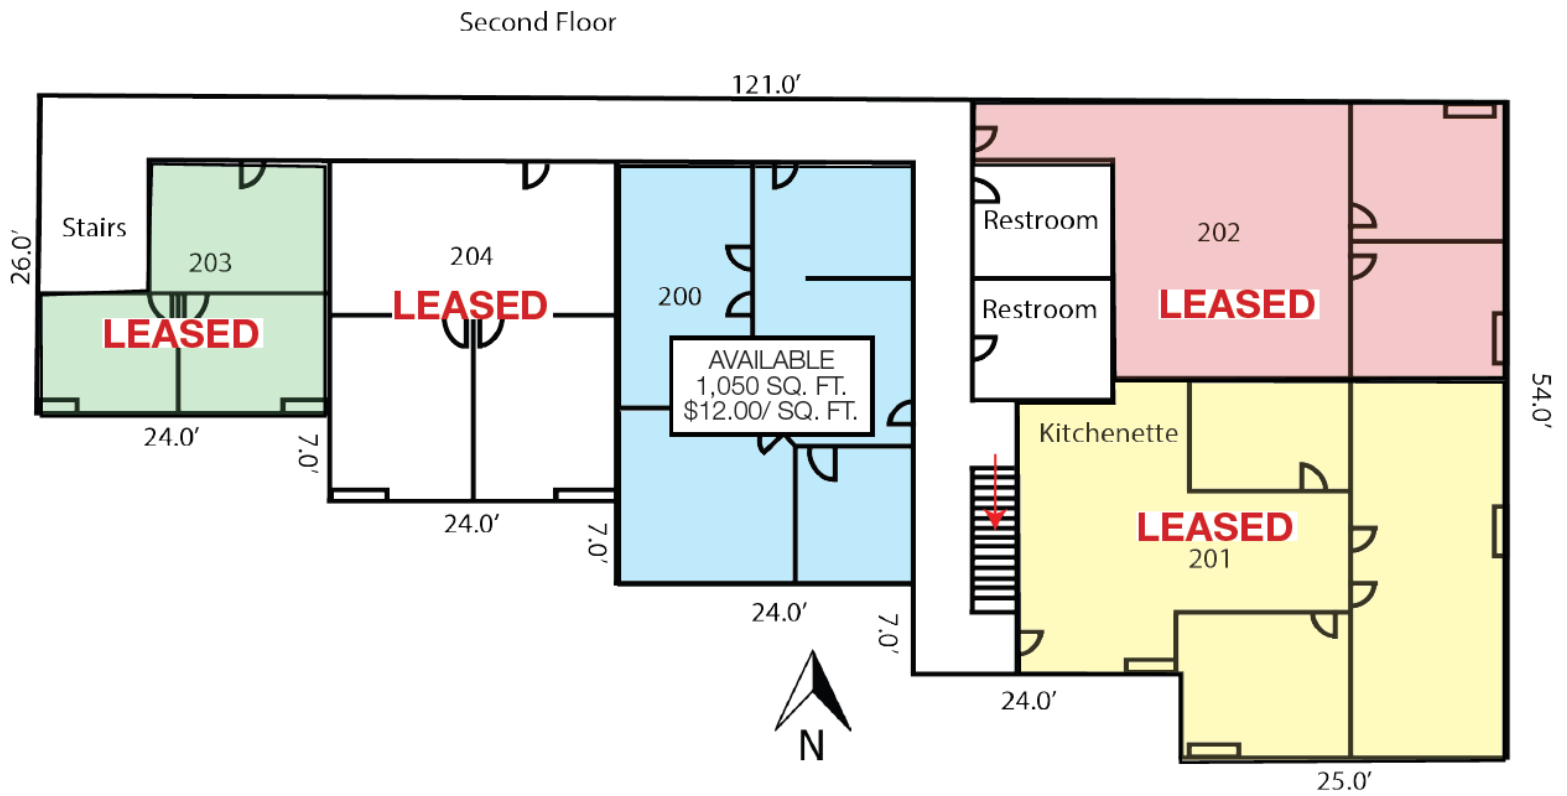 Second Floor
121.0’
26.0’
Stairs
203
LEASED
24.0’
7.0’
204
LEASED
24.0’
7.0’
200
AVAILABLE
1,050 SQ. FT.
$12.00/ SQ. FT.
24.0’
7.0’
Restroom
Restroom
202
LEASED
54.0’
Kitchenette
LEASED
201
24.0’
25.0’
N